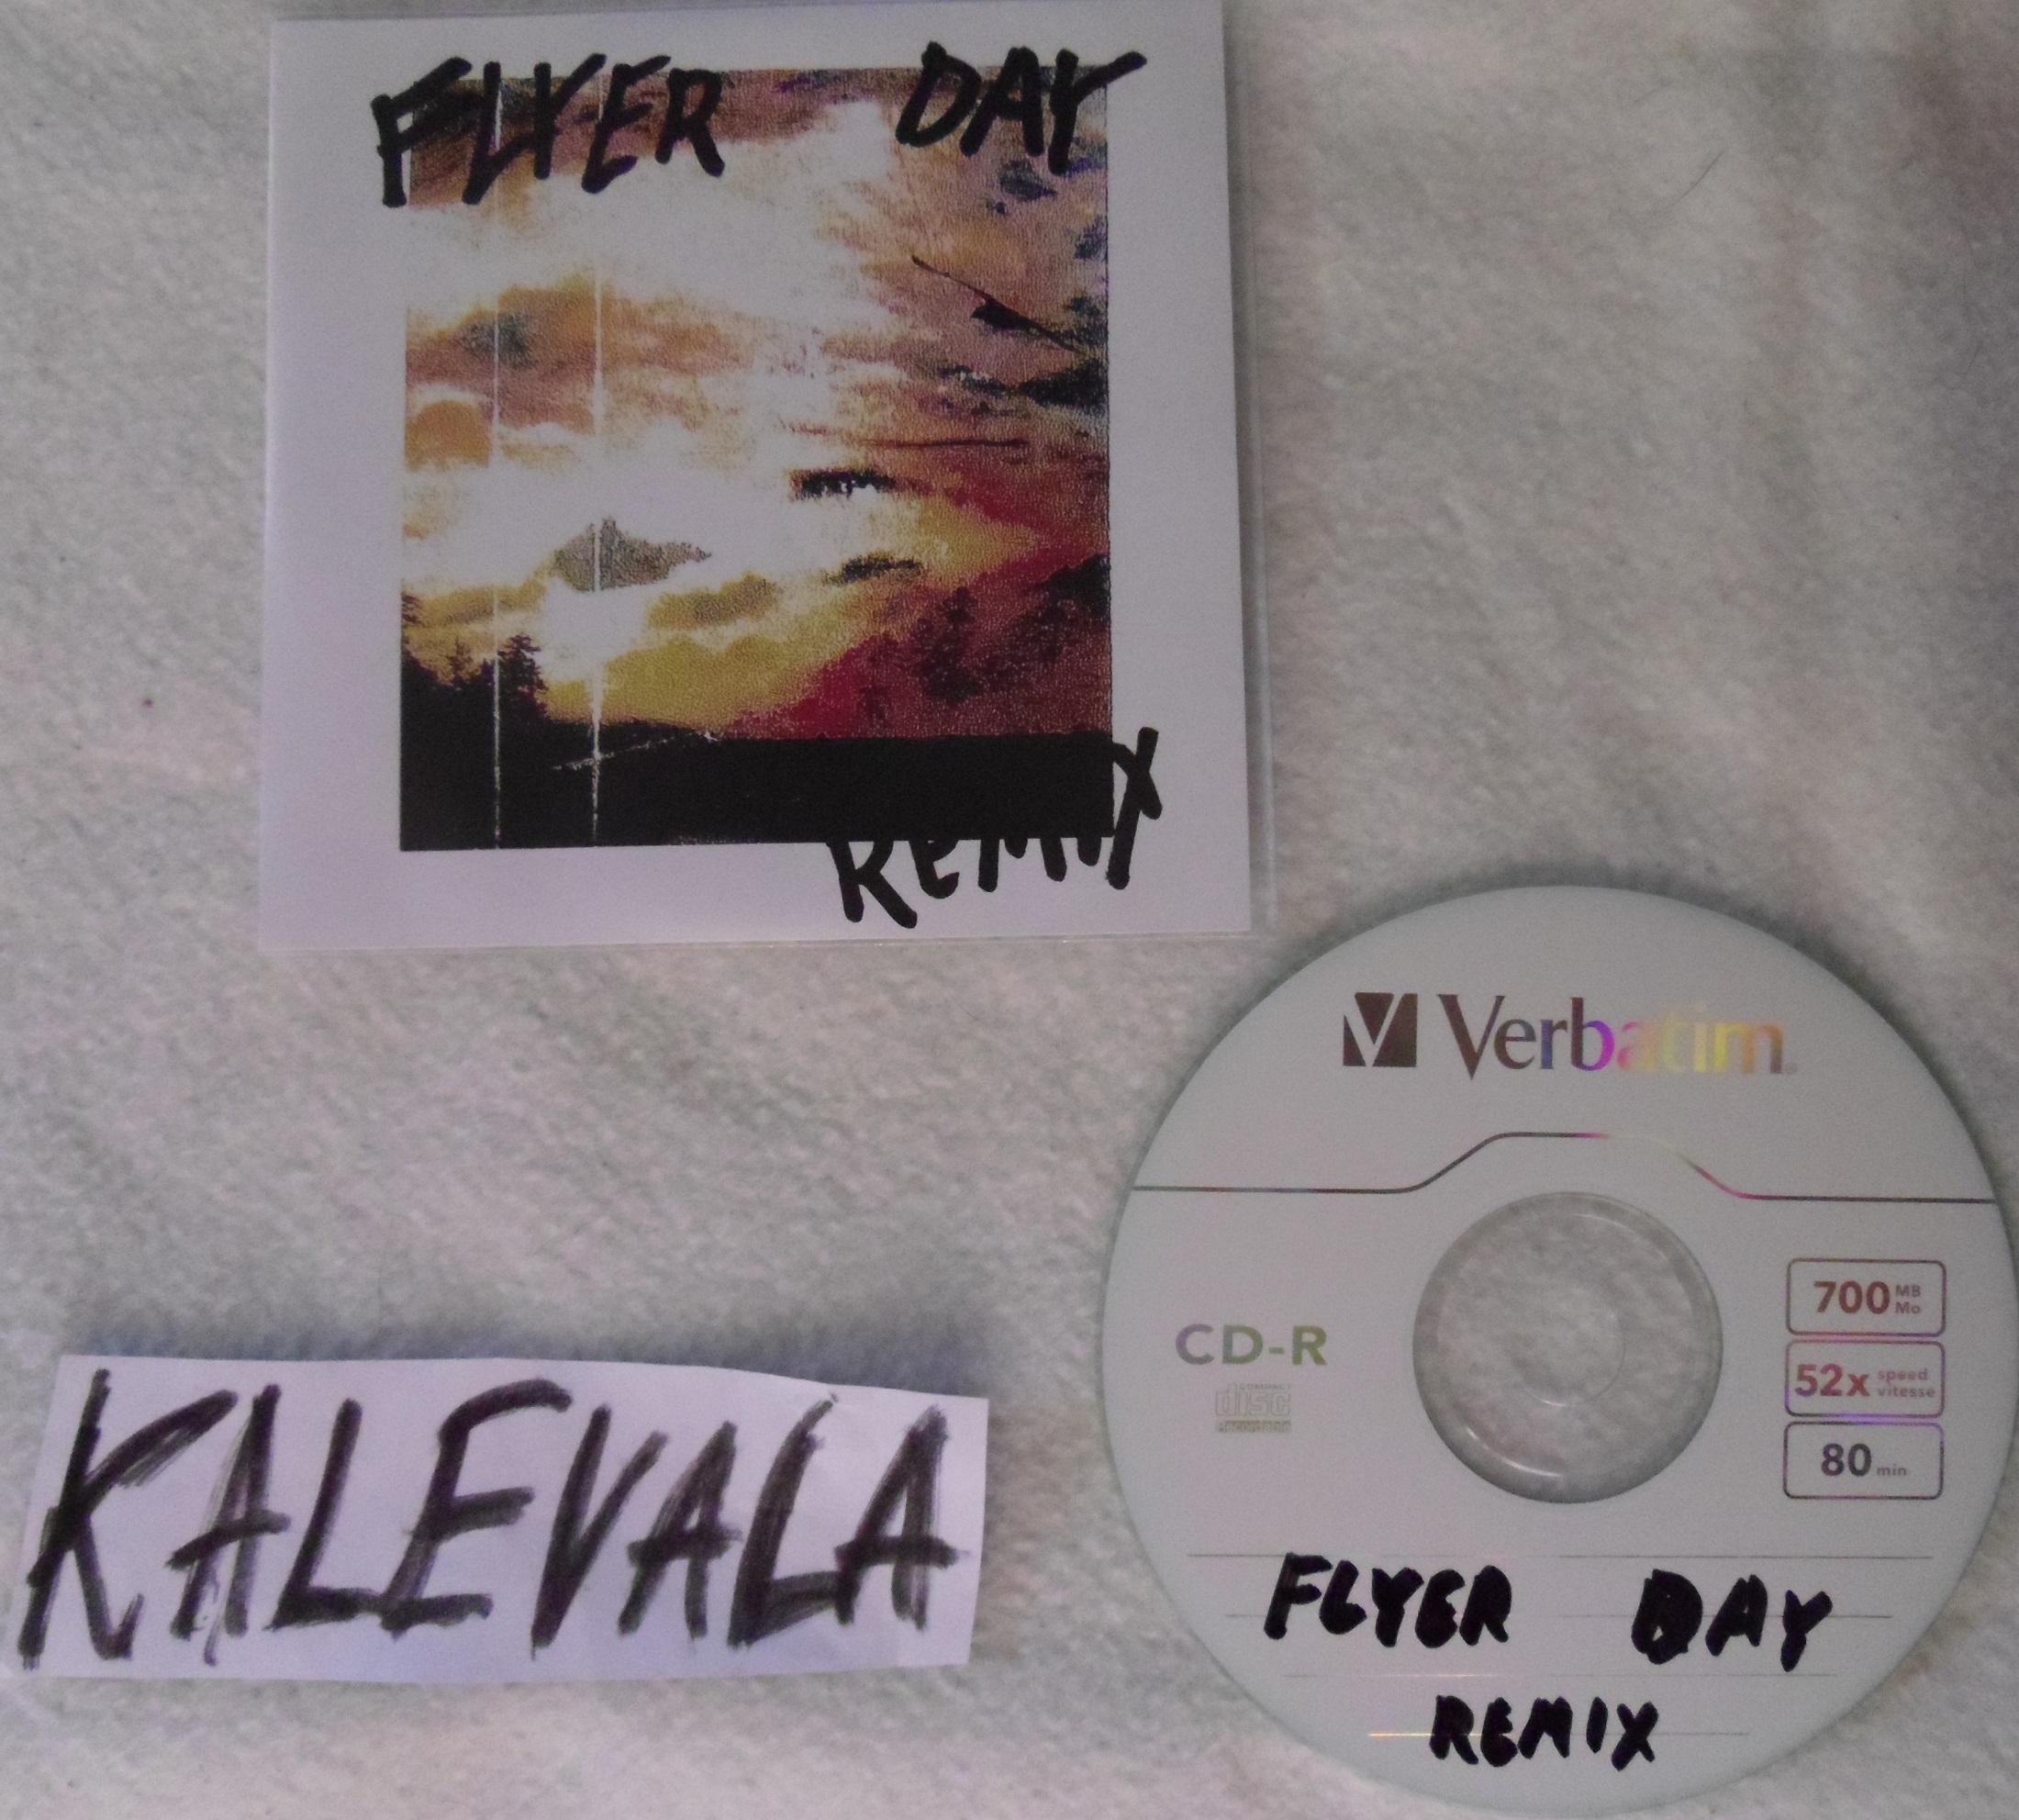 FLYER DAY
REMIX
Verbatim
CD-R
COMPACT
disc
Recordable
700 MB
Mo
52x speed
vitesse
80 min
KALEVALA
FLYER DAY
REMIX